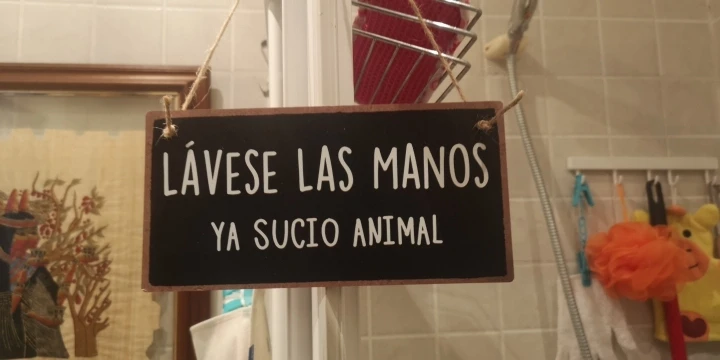 LÁVESE LAS MANOS
YA SUCIO ANIMAL